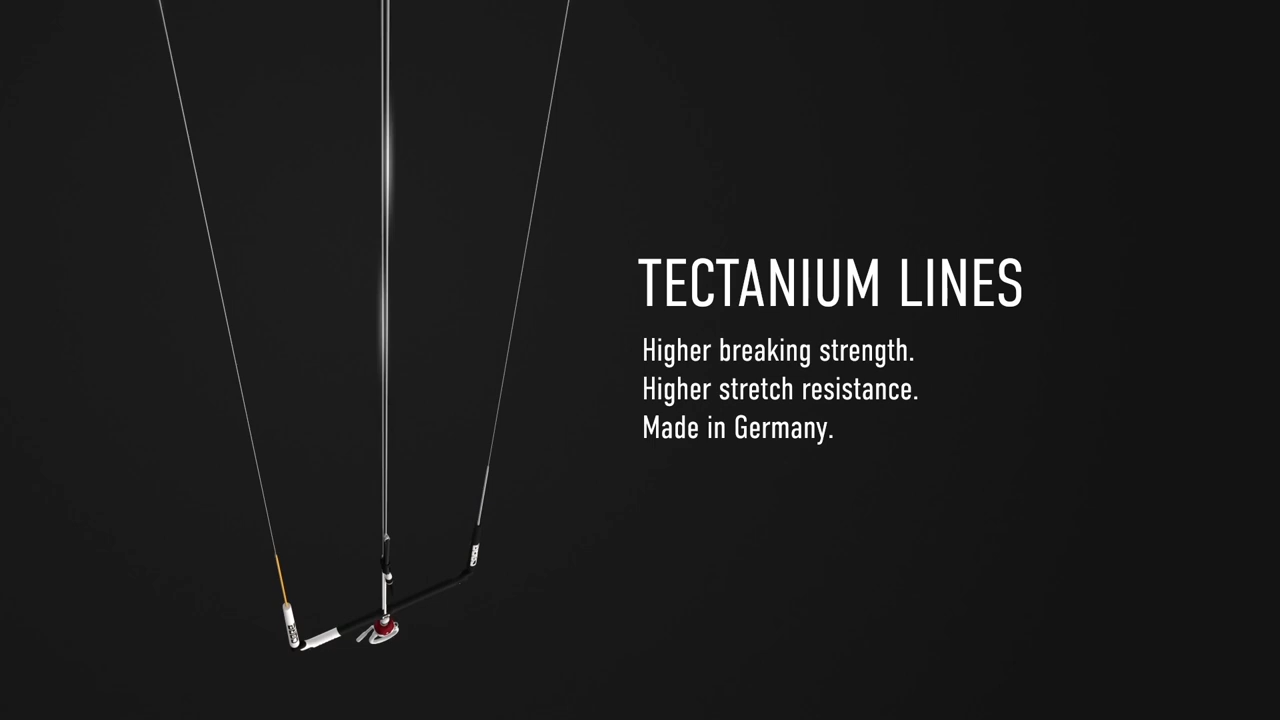 TECTANIUM LINES
Higher breaking strength.
Higher stretch resistance.
Made in Germany.